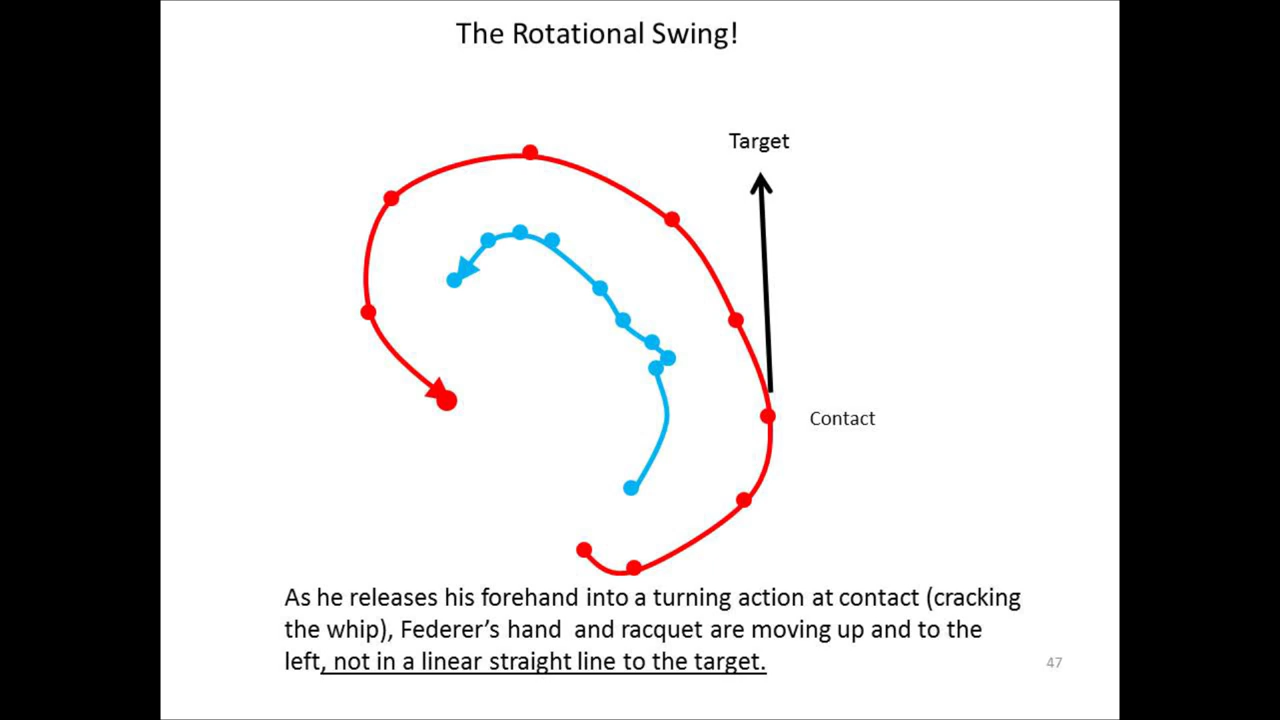 The Rotational Swing!
Target
Contact
As he releases his forehand into a turning action at contact (cracking
the whip), Federer’s hand  and racquet are moving up and to the
left, not in a linear straight line to the target.
47